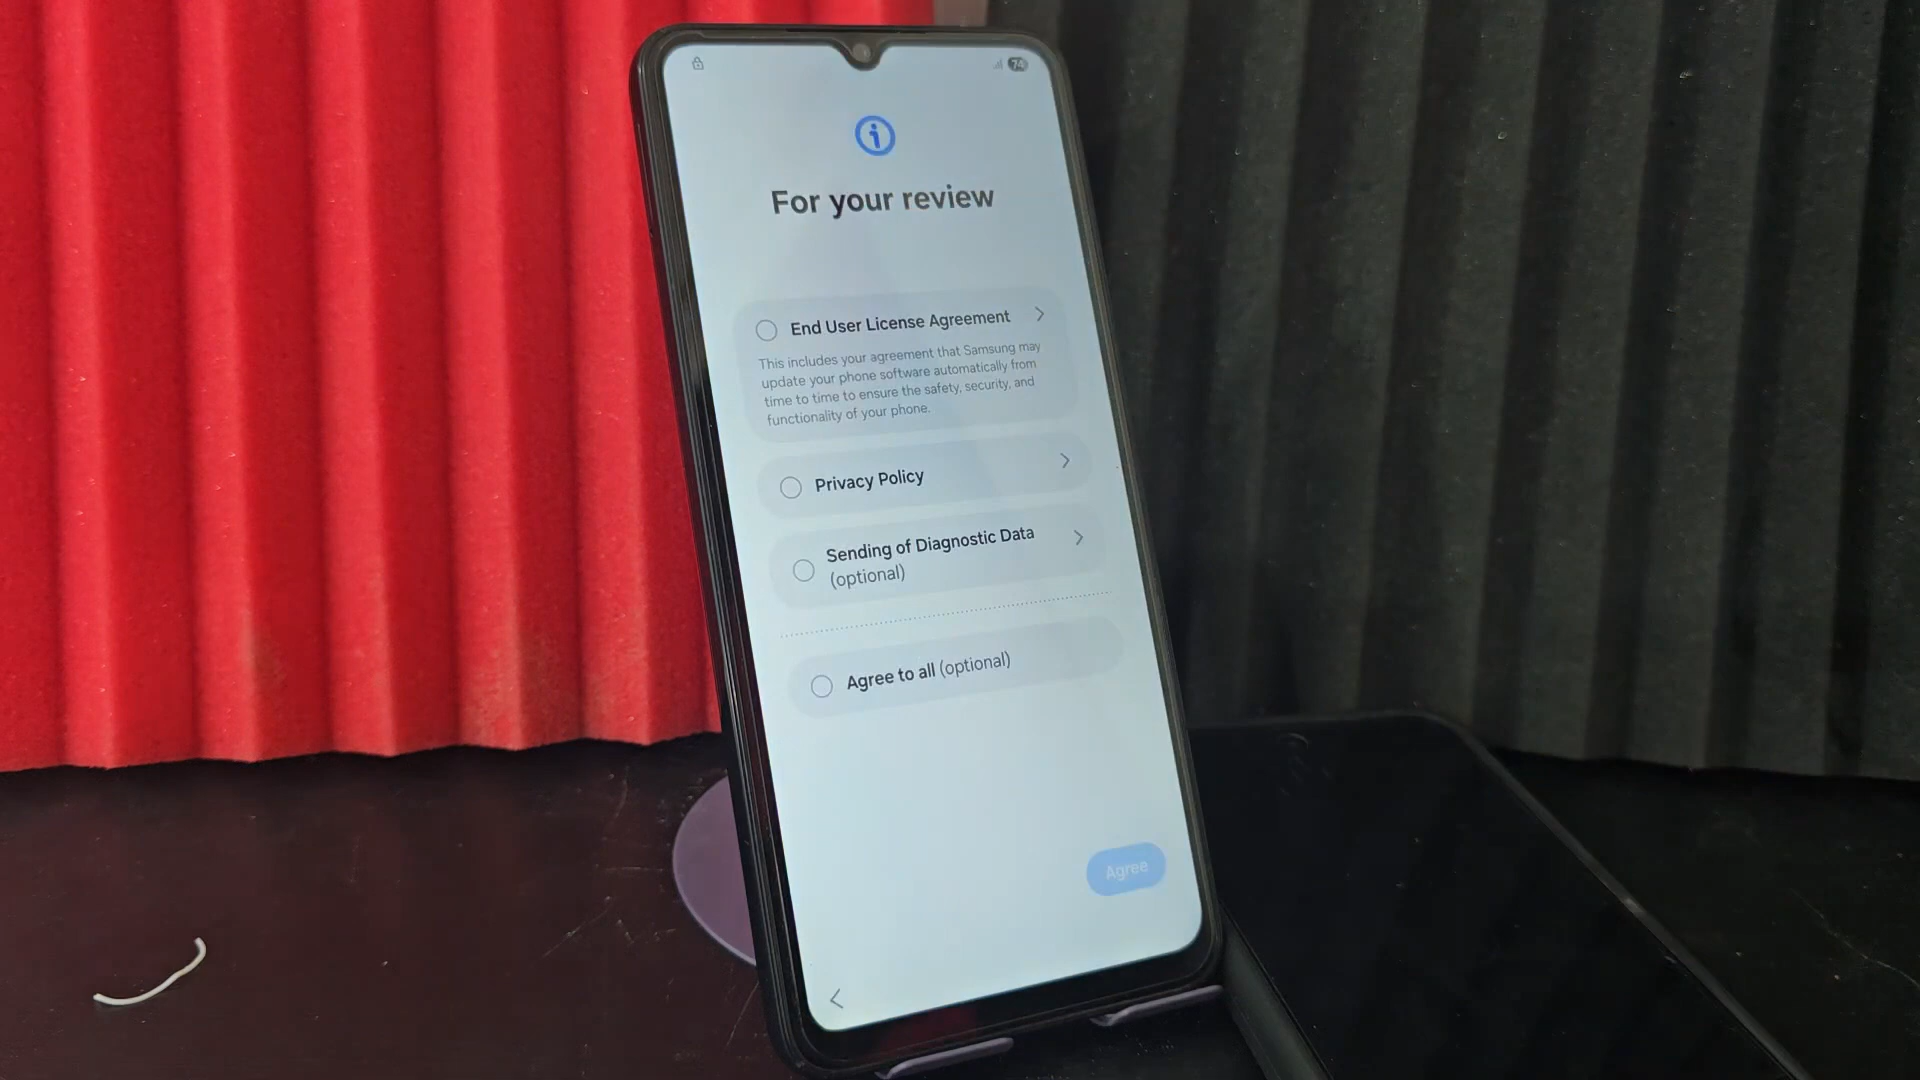 74
For your review
End User License Agreement
This includes your agreement that Samsung may
update your phone software automatically from
time to time to ensure the safety, security, and
functionality of your phone.
Privacy Policy
Sending of Diagnostic Data
(optional)
Agree to all (optional)
Agree